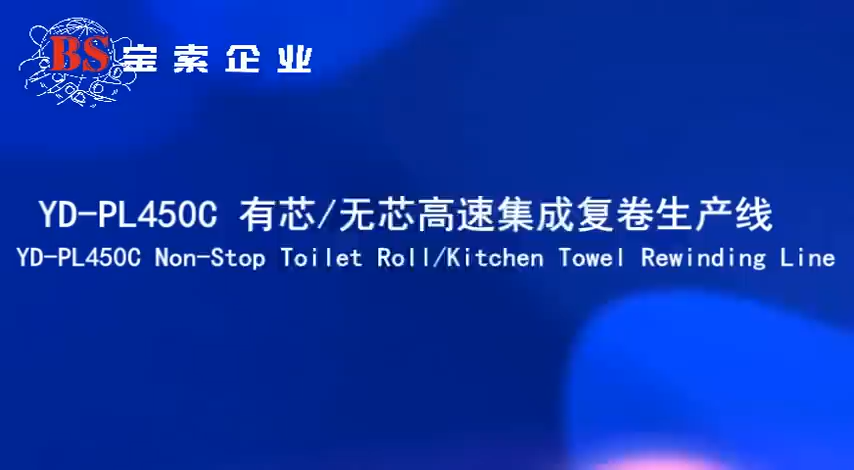 BS 宝索企业
YD-PL450C 有芯/无芯高速集成复卷生产线
YD-PL450C Non-Stop Toilet Roll/Kitchen Towel Rewinding Line